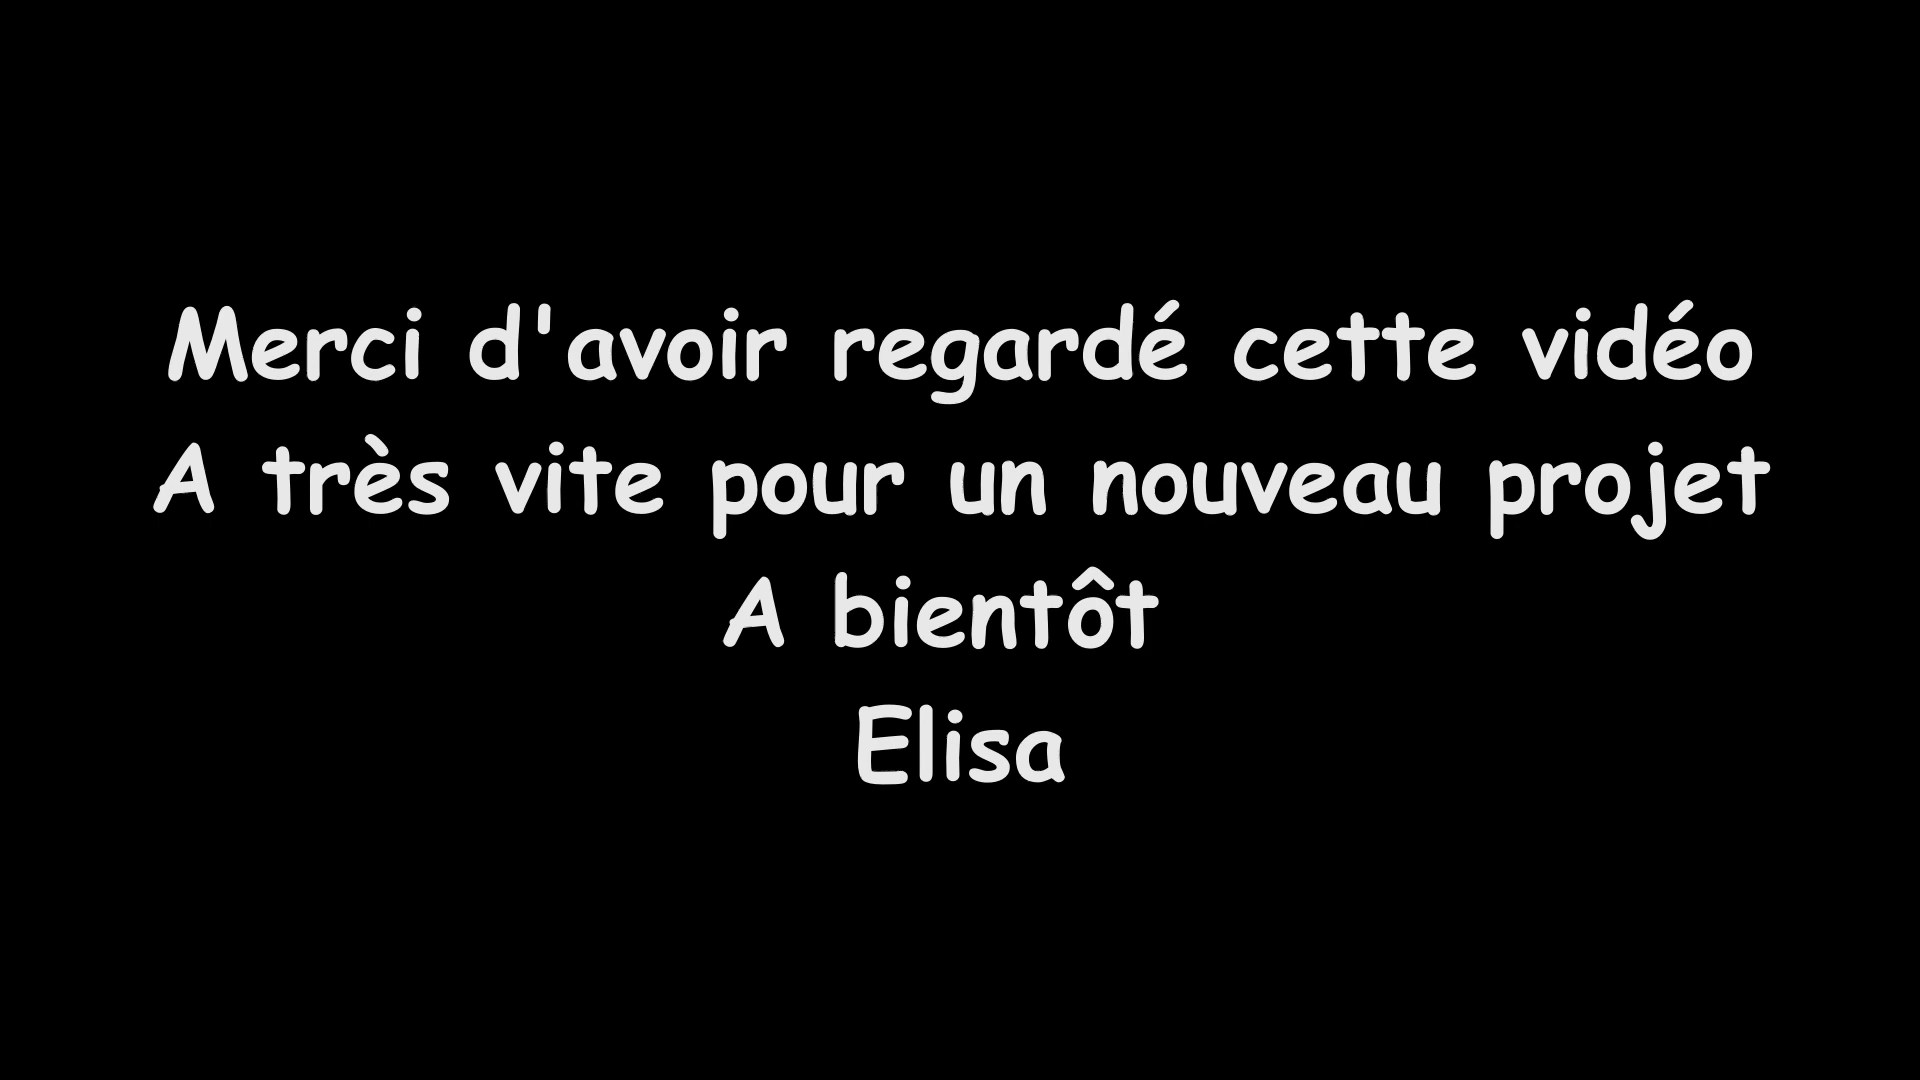 Merci d'avoir regardé cette vidéo
A très vite pour un nouveau projet
A bientôt
Elisa